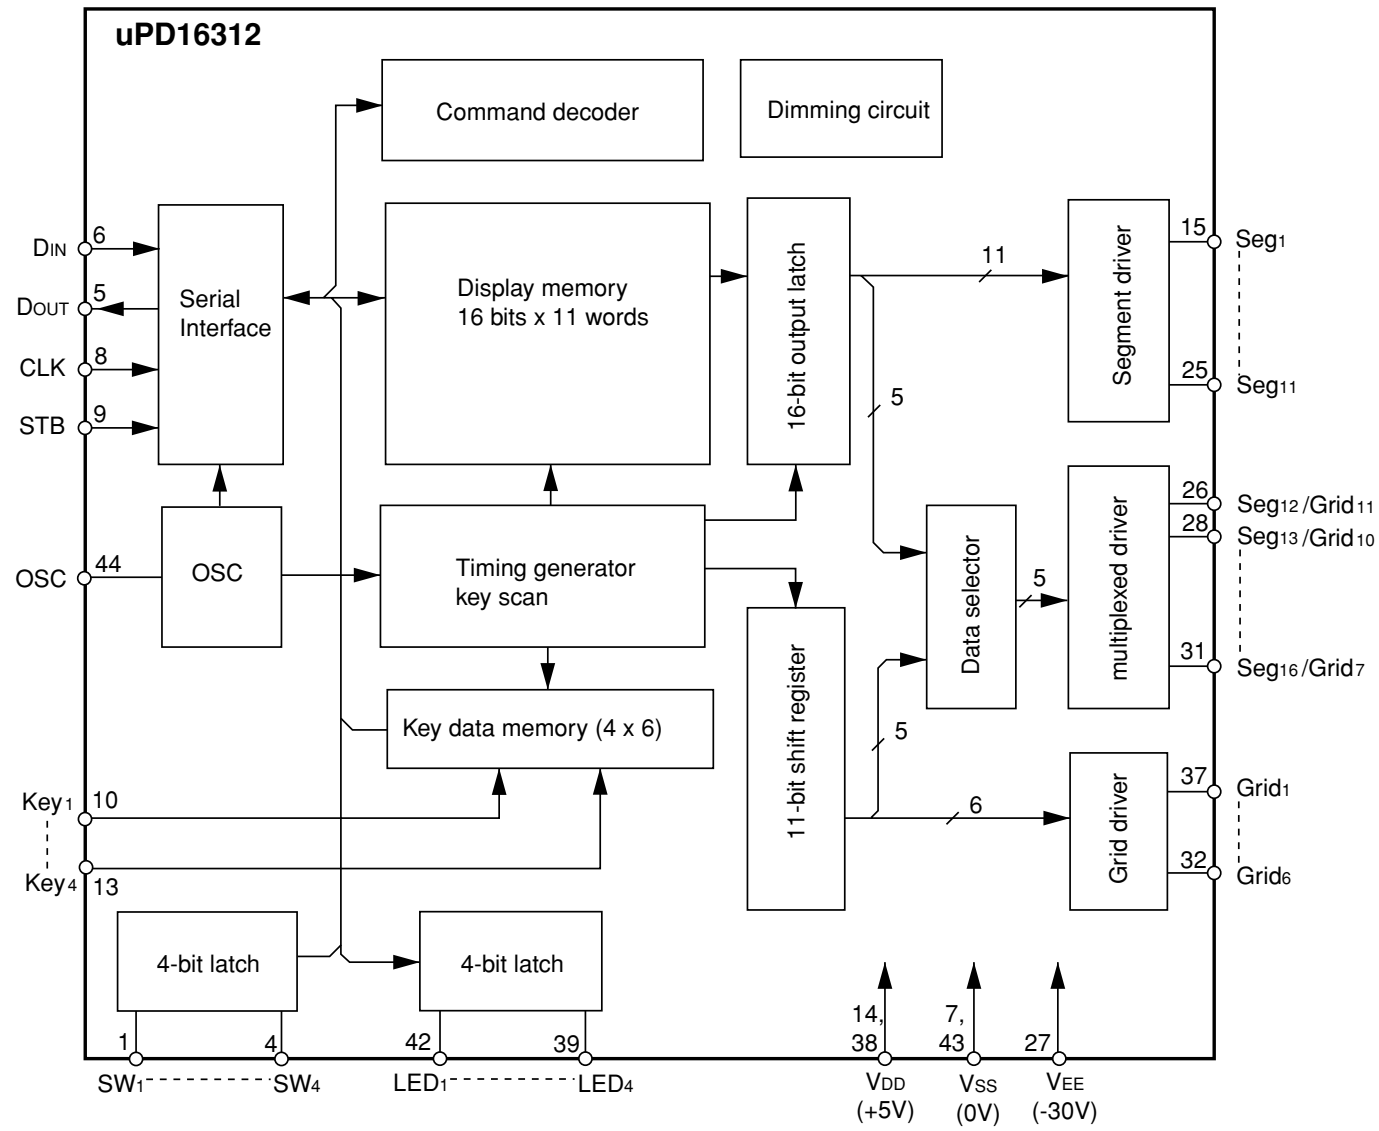 uPD16312
Command decoder
Dimming circuit
DIN
6
DOUT
5
CLK
8
STB
9
Serial
Interface
Display memory
16 bits x 11 words
16-bit output latch
11
5
Segment driver
15
Seg1
25
Seg11
OSC
44
OSC
Timing generator
key scan
Data selector
5
multiplexed driver
26
Seg12/Grid11
28
Seg13/Grid10
31
Seg16/Grid7
Key data memory (4 x 6)
11-bit shift register
5
6
Grid driver
37
Grid1
32
Grid6
Key1
10
Key4
13
4-bit latch
4-bit latch
1
4
42
39
SW1
SW4
LED1
LED4
14,
38
7,
43
27
VDD
(+5V)
VSS
(0V)
VEE
(-30V)